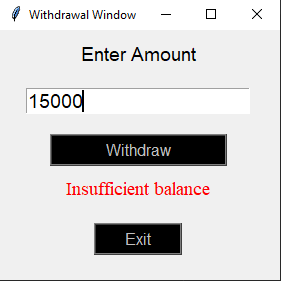 Withdrawal Window
Enter Amount
15000
Withdraw
Insufficient balance
Exit